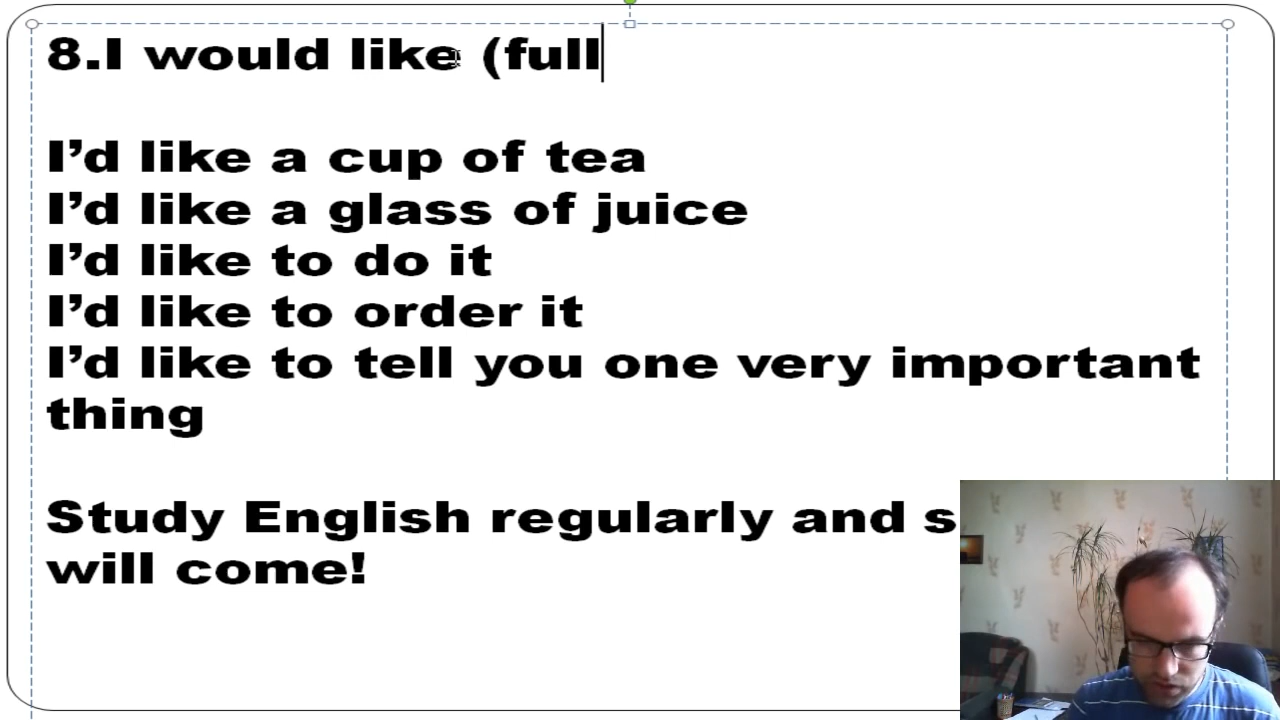 8.I would like (full
I’d like a cup of tea
I’d like a glass of juice
I’d like to do it
I’d like to order it
I’d like to tell you one very important
thing
Study English regularly and
will come!